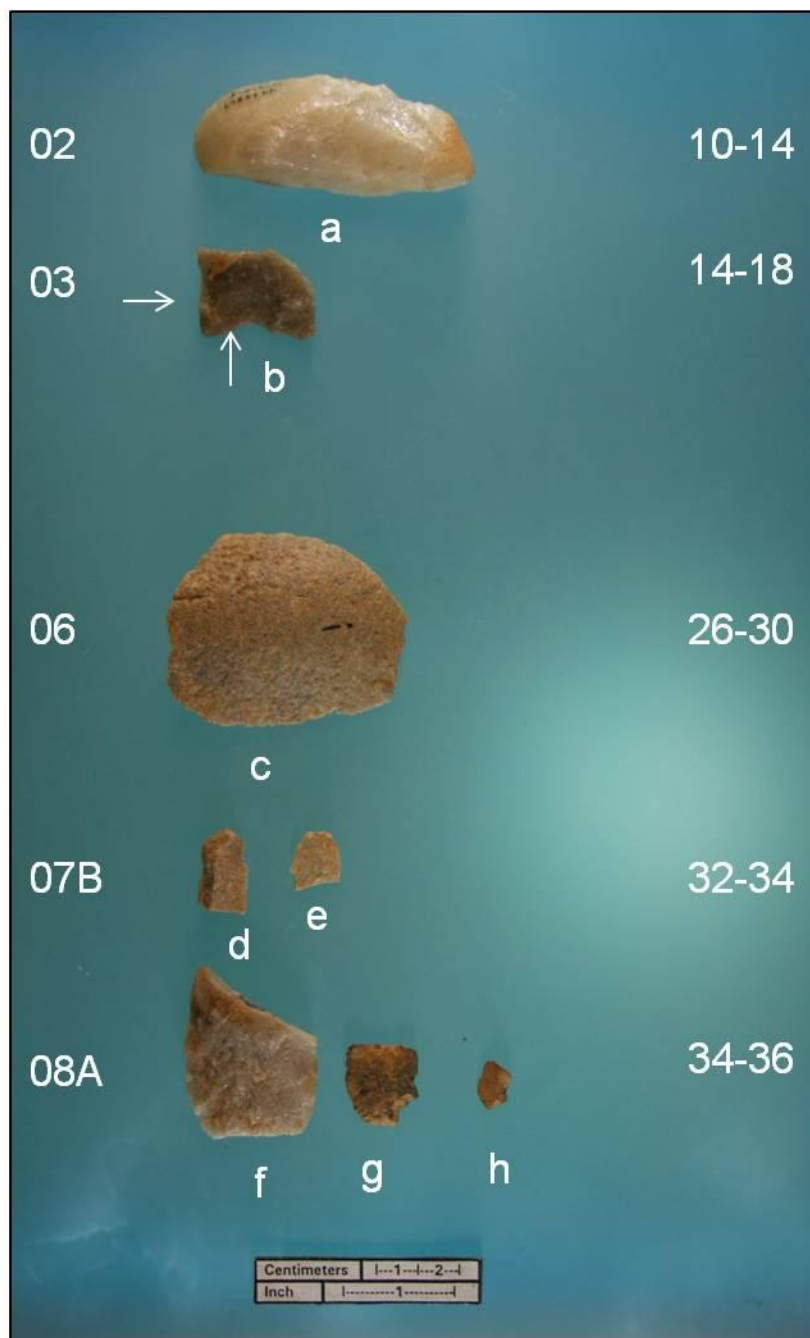 02 10-14
a
03 14-18
b
06 26-30
c
07B 32-34
d e
08A 34-36
f g h
Centimeters |---1---|---2---|
Inch |----------1----------|